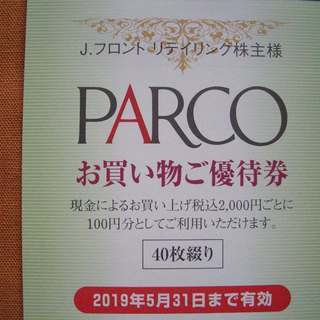 J.フロント リテイリング株主様
PARCO
お買い物ご優待券
現金によるお買い上げ税込2,000円ごとに
100円分としてご利用いただけます。
40枚綴り
2019年5月31日まで有効